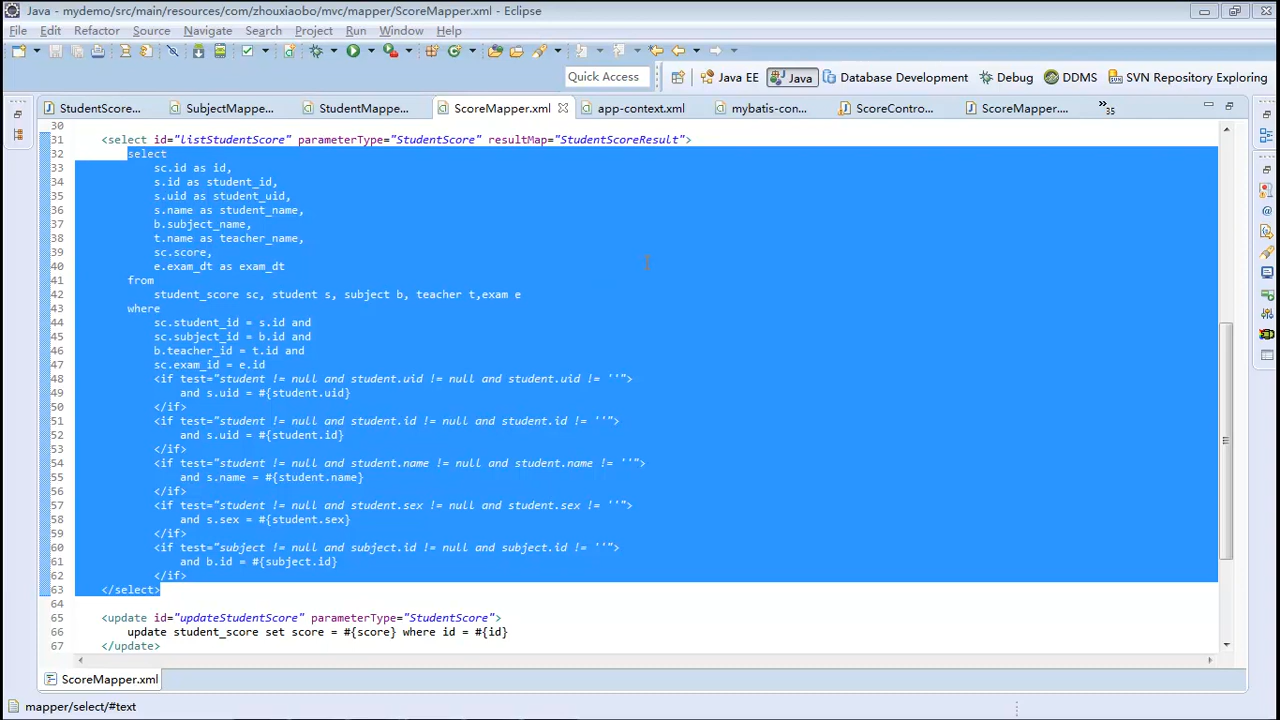 Java - mydemo/src/main/resources/com/zhouxiaobo/mvc/mapper/ScoreMapper.xml - Eclipse
File Edit Refactor Source Navigate Search Project Run Window Help
Quick Access Java EE Java Database Development Debug DDMS SVN Repository Exploring
StudentScore... SubjectMappe... StudentMappe... ScoreMapper.xml app-context.xml mybatis-con... ScoreContro... ScoreMapper.... »35
30
31 <select id="listStudentScore" parameterType="StudentScore" resultMap="StudentScoreResult">
32 select
33 sc.id as id,
34 s.id as student_id,
35 s.uid as student_uid,
36 s.name as student_name,
37 b.subject_name,
38 t.name as teacher_name,
39 sc.score,
40 e.exam_dt as exam_dt
41 from
42 student_score sc, student s, subject b, teacher t,exam e
43 where
44 sc.student_id = s.id and
45 sc.subject_id = b.id and
46 b.teacher_id = t.id and
47 sc.exam_id = e.id
48 <if test="student != null and student.uid != null and student.uid != ''">
49 and s.uid = #{student.uid}
50 </if>
51 <if test="student != null and student.id != null and student.id != ''">
52 and s.uid = #{student.id}
53 </if>
54 <if test="student != null and student.name != null and student.name != ''">
55 and s.name = #{student.name}
56 </if>
57 <if test="student != null and student.sex != null and student.sex != ''">
58 and s.sex = #{student.sex}
59 </if>
60 <if test="subject != null and subject.id != null and subject.id != ''">
61 and b.id = #{subject.id}
62 </if>
63 </select>
64
65 <update id="updateStudentScore" parameterType="StudentScore">
66 update student_score set score = #{score} where id = #{id}
67 </update>
ScoreMapper.xml
mapper/select/#text